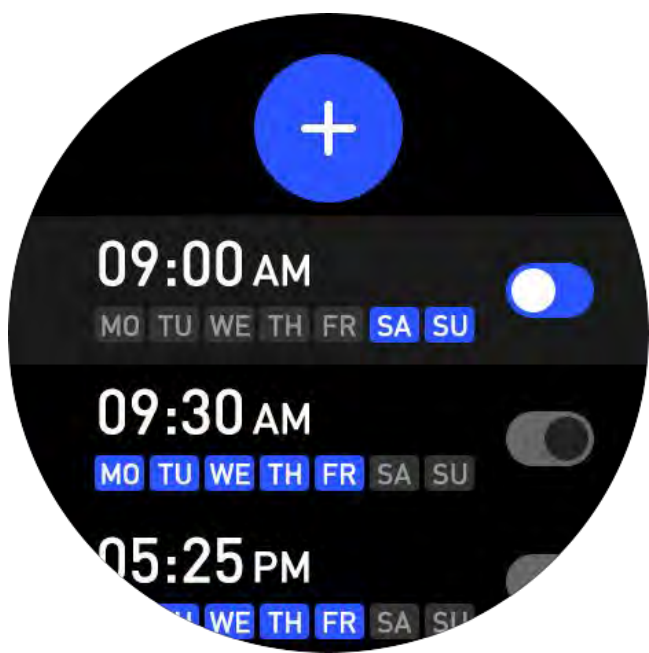 09:00 AM
MO TU WE TH FR SA SU
09:30 AM
MO TU WE TH FR SA SU
05:25 PM
WE TH FR SA SU